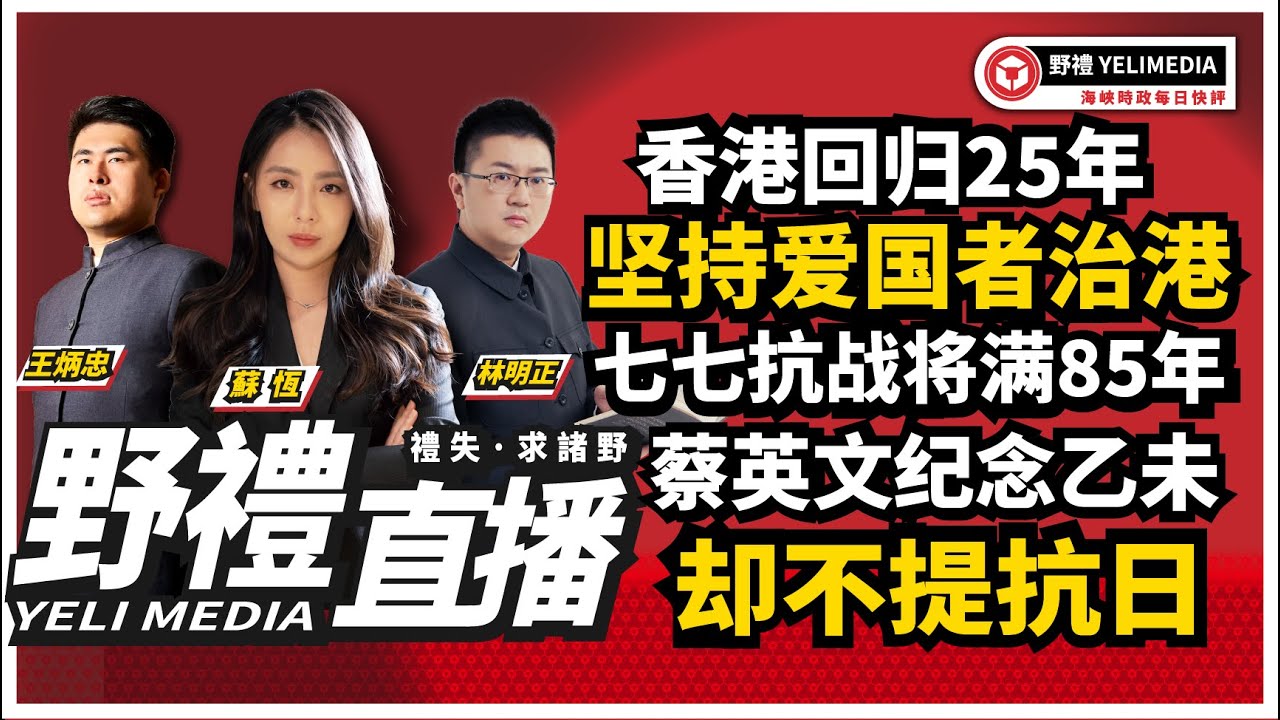 野禮 YELIMEDIA
海峽時政每日快評
香港回归25年
坚持爱国者治港
七七抗战将满85年
蔡英文纪念乙未
却不提抗日
王炳忠
蘇恆
林明正
禮失·求諸野
野禮直播
YELI MEDIA